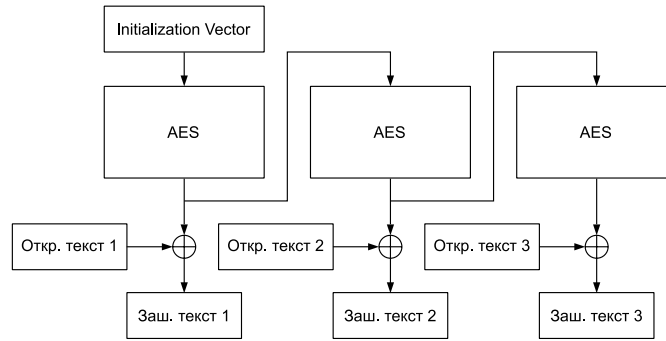 Initialization Vector
AES
AES
AES
Откр. текст 1
Откр. текст 2
Откр. текст 3
Заш. текст 1
Заш. текст 2
Заш. текст 3